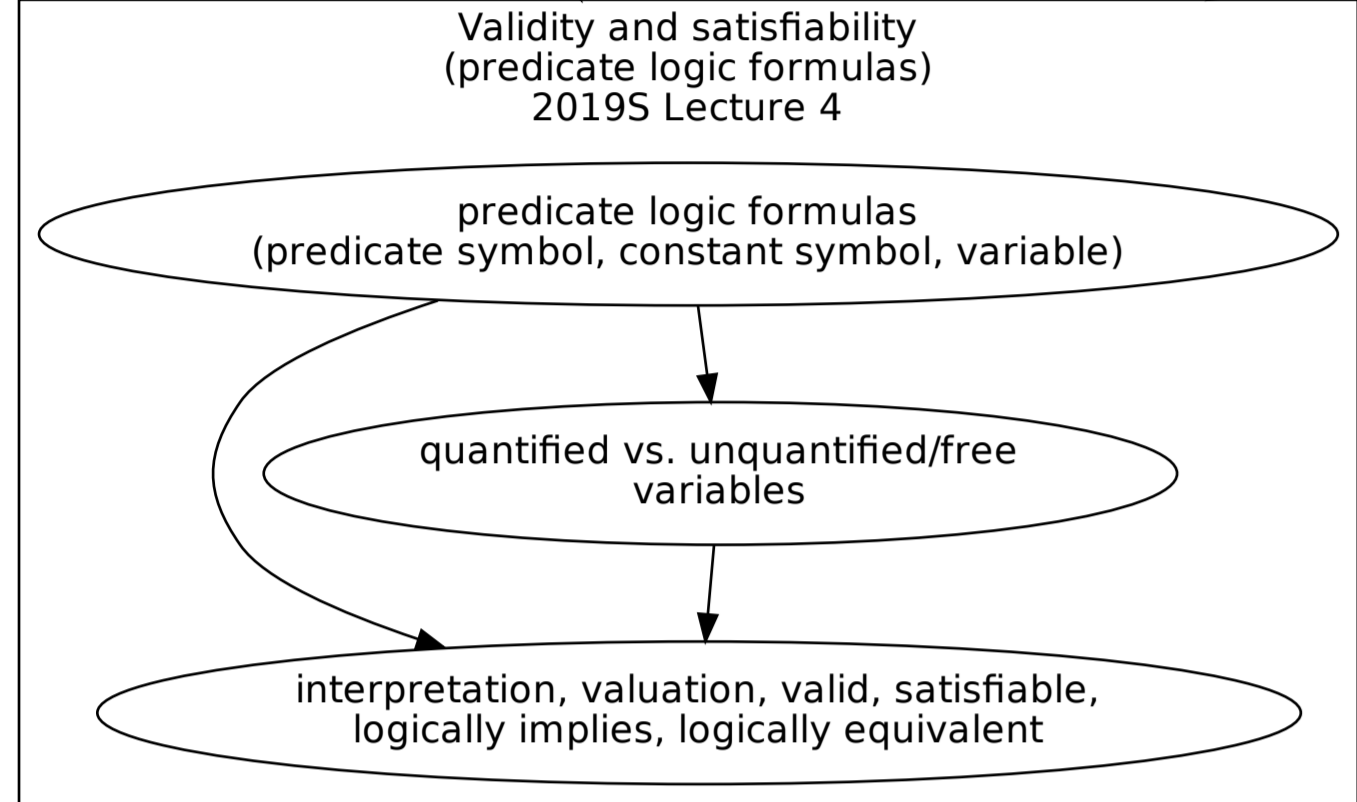 Validity and satisfiability
(predicate logic formulas)
2019S Lecture 4
predicate logic formulas
(predicate symbol, constant symbol, variable)
quantified vs. unquantified/free
variables
interpretation, valuation, valid, satisfiable,
logically implies, logically equivalent